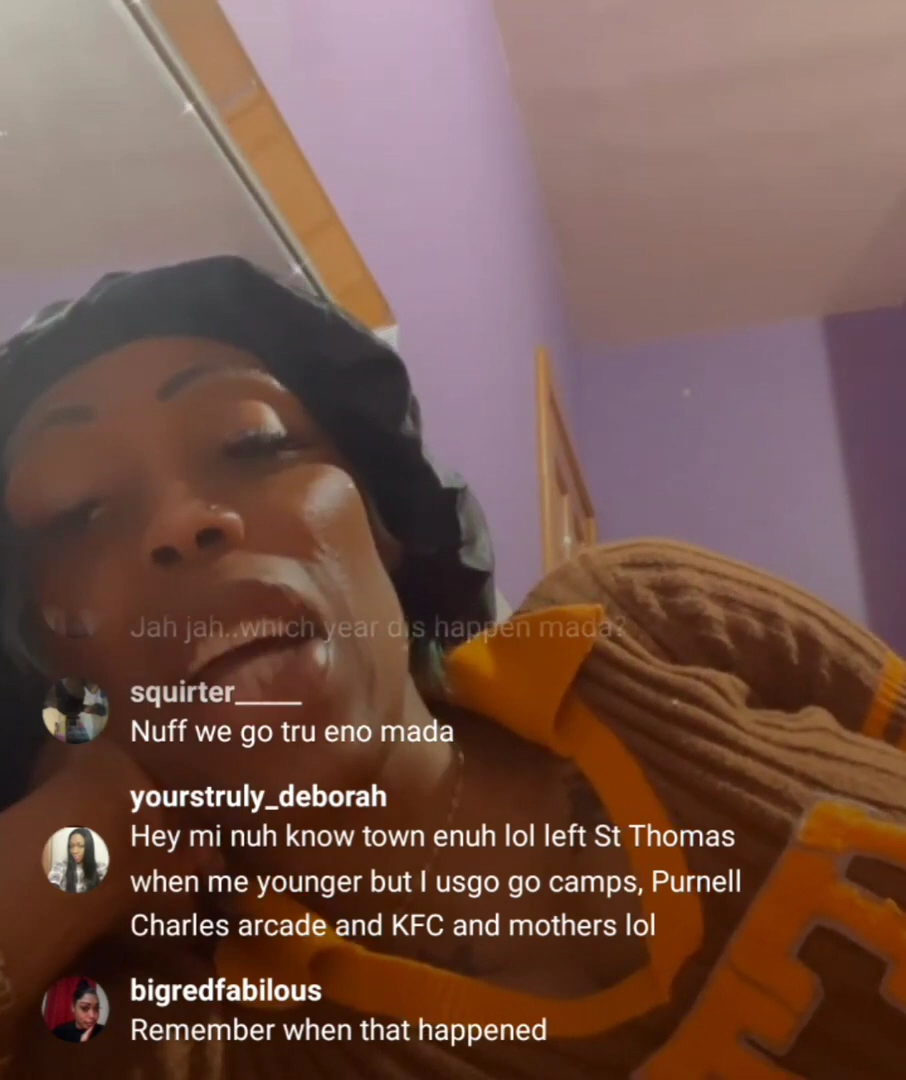 Jah jah..which year dis happen mada?
squirter_____
Nuff we go tru eno mada
yourstruly_deborah
Hey mi nuh know town enuh lol left St Thomas
when me younger but I usgo go camps, Purnell
Charles arcade and KFC and mothers lol
bigredfabilous
Remember when that happened